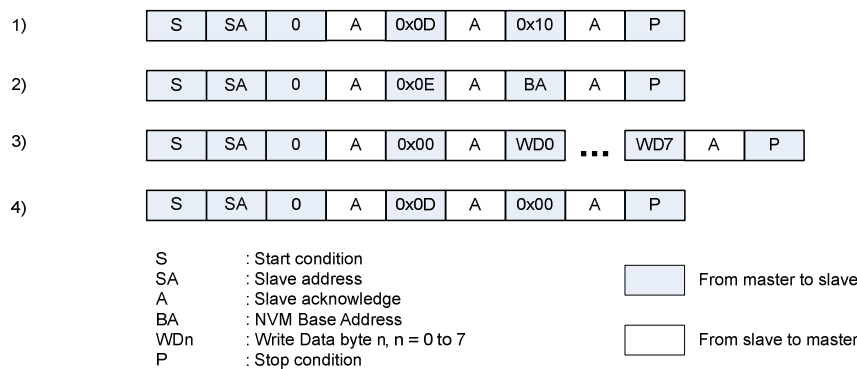 1) S SA 0 A 0x0D A 0x10 A P
2) S SA 0 A 0x0E A BA A P
3) S SA 0 A 0x00 A WD0 ... WD7 A P
4) S SA 0 A 0x0D A 0x00 A P
S : Start condition
SA : Slave address
A : Slave acknowledge
BA : NVM Base Address
WDn : Write Data byte n, n = 0 to 7
P : Stop condition
From master to slave
From slave to master